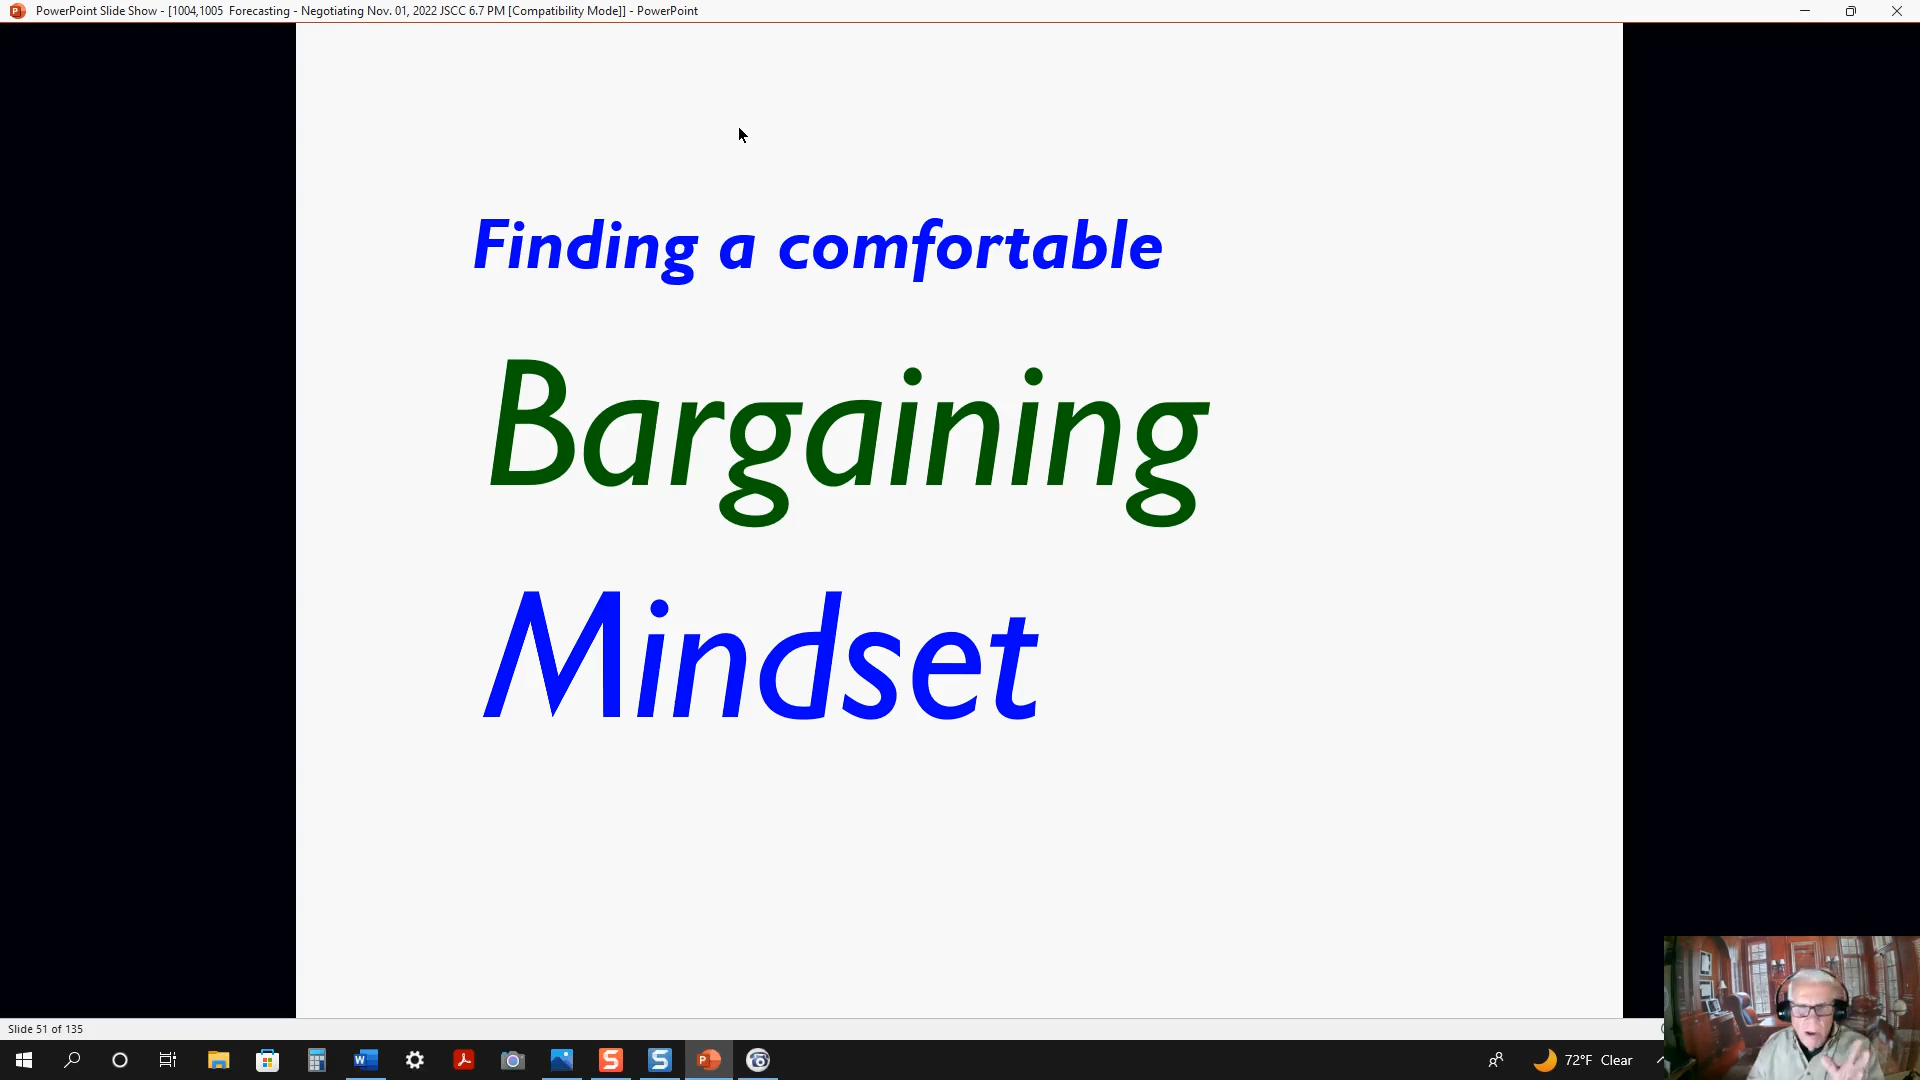 PowerPoint Slide Show - [1004,1005  Forecasting - Negotiating Nov. 01, 2022 JSCC 6.7 PM [Compatibility Mode]] - PowerPoint
Finding a comfortable
Bargaining
Mindset
Slide 51 of 135
72°F Clear